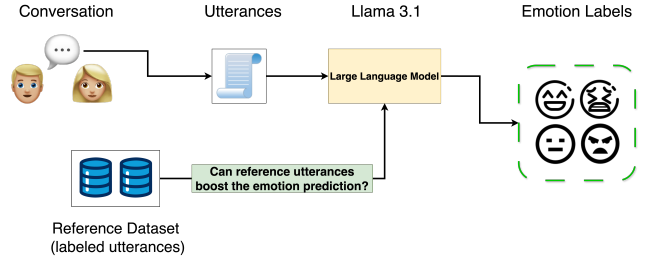 Conversation
Utterances
Llama 3.1
Emotion Labels
Large Language Model
Can reference utterances
boost the emotion prediction?
Reference Dataset
(labeled utterances)